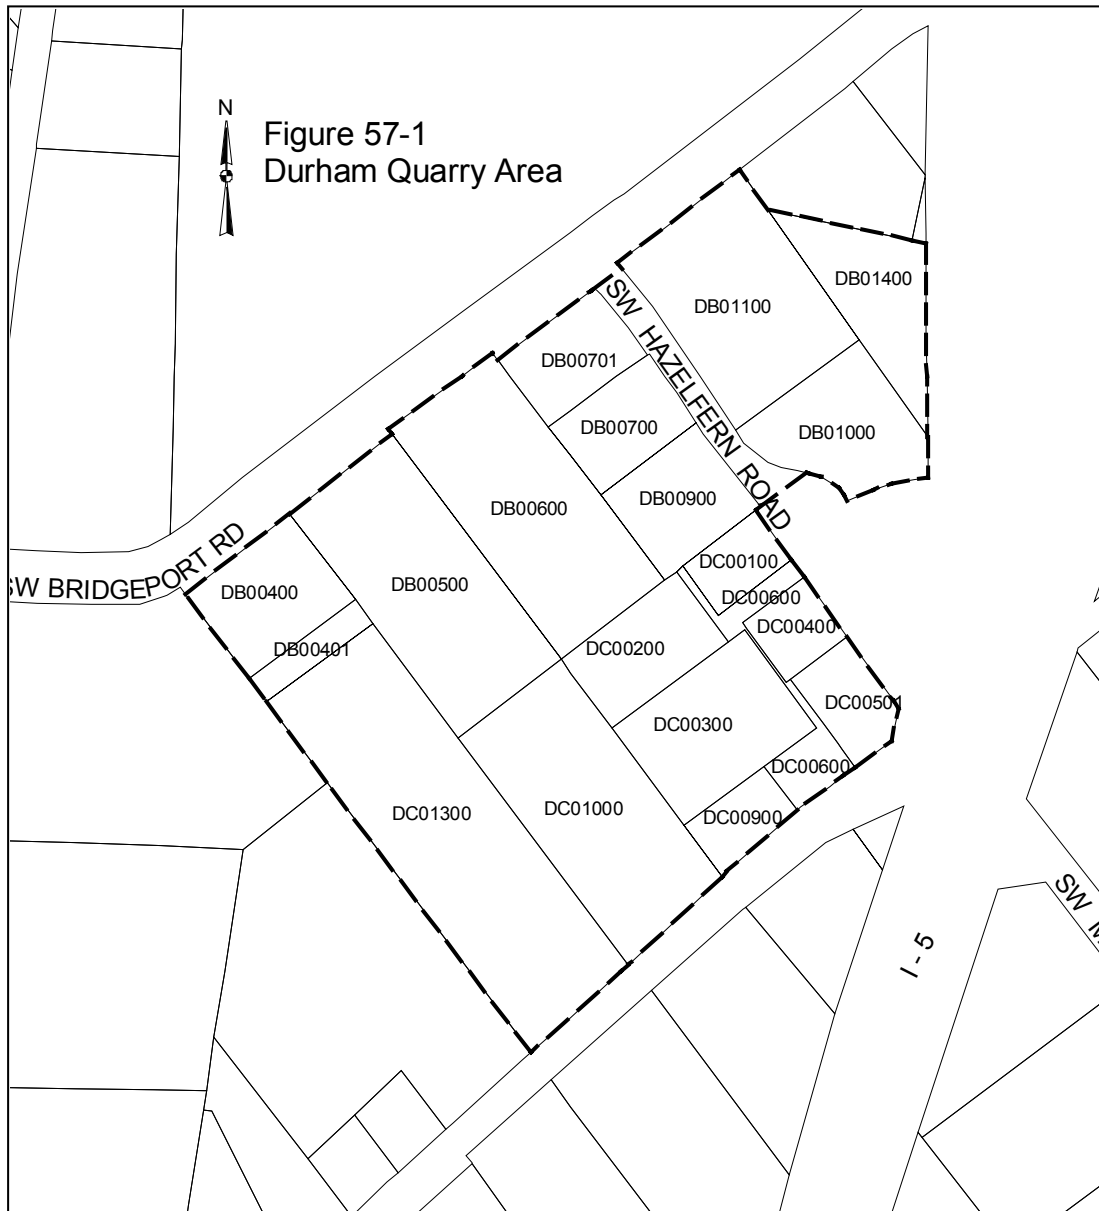 N
Figure 57-1
Durham Quarry Area
DB01400
DB01100
SW HAZELFERN ROAD
DB00701
DB00700
DB01000
DB00900
DB00600
SW BRIDGEPORT RD
DC00100
DB00500
DB00400
DC00600
DC00400
DB00401
DC00200
DC00501
DC00300
DC00600
DC01000
DC01300
DC00900
SW M
I - 5